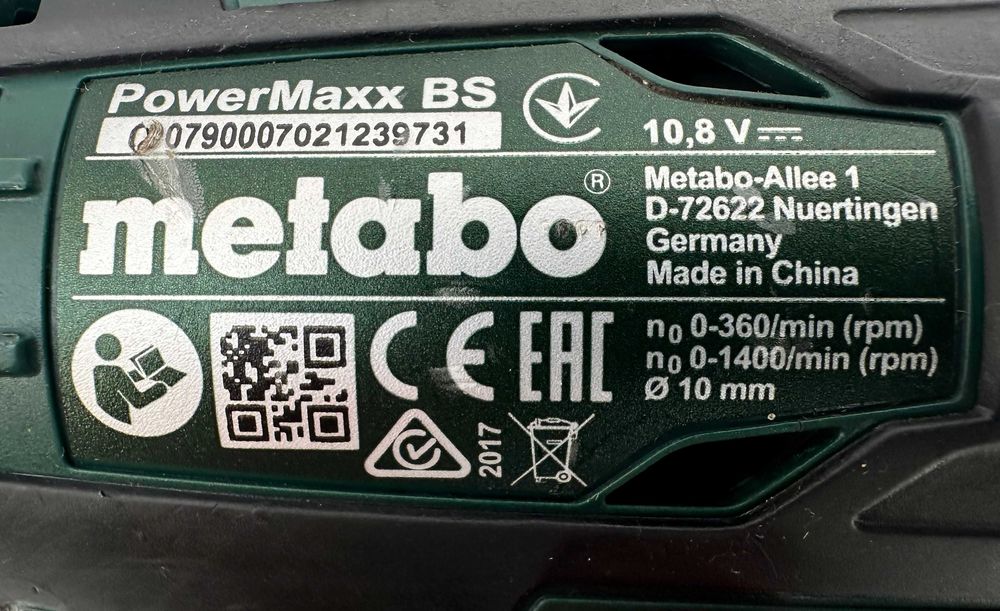 PowerMaxx BS
10,8 V
metabo®
Metabo-Allee 1
D-72622 Nuertingen
Germany
Made in China
CE EAC
n0 0-360/min (rpm)
n0 0-1400/min (rpm)
Ø 10 mm
2017